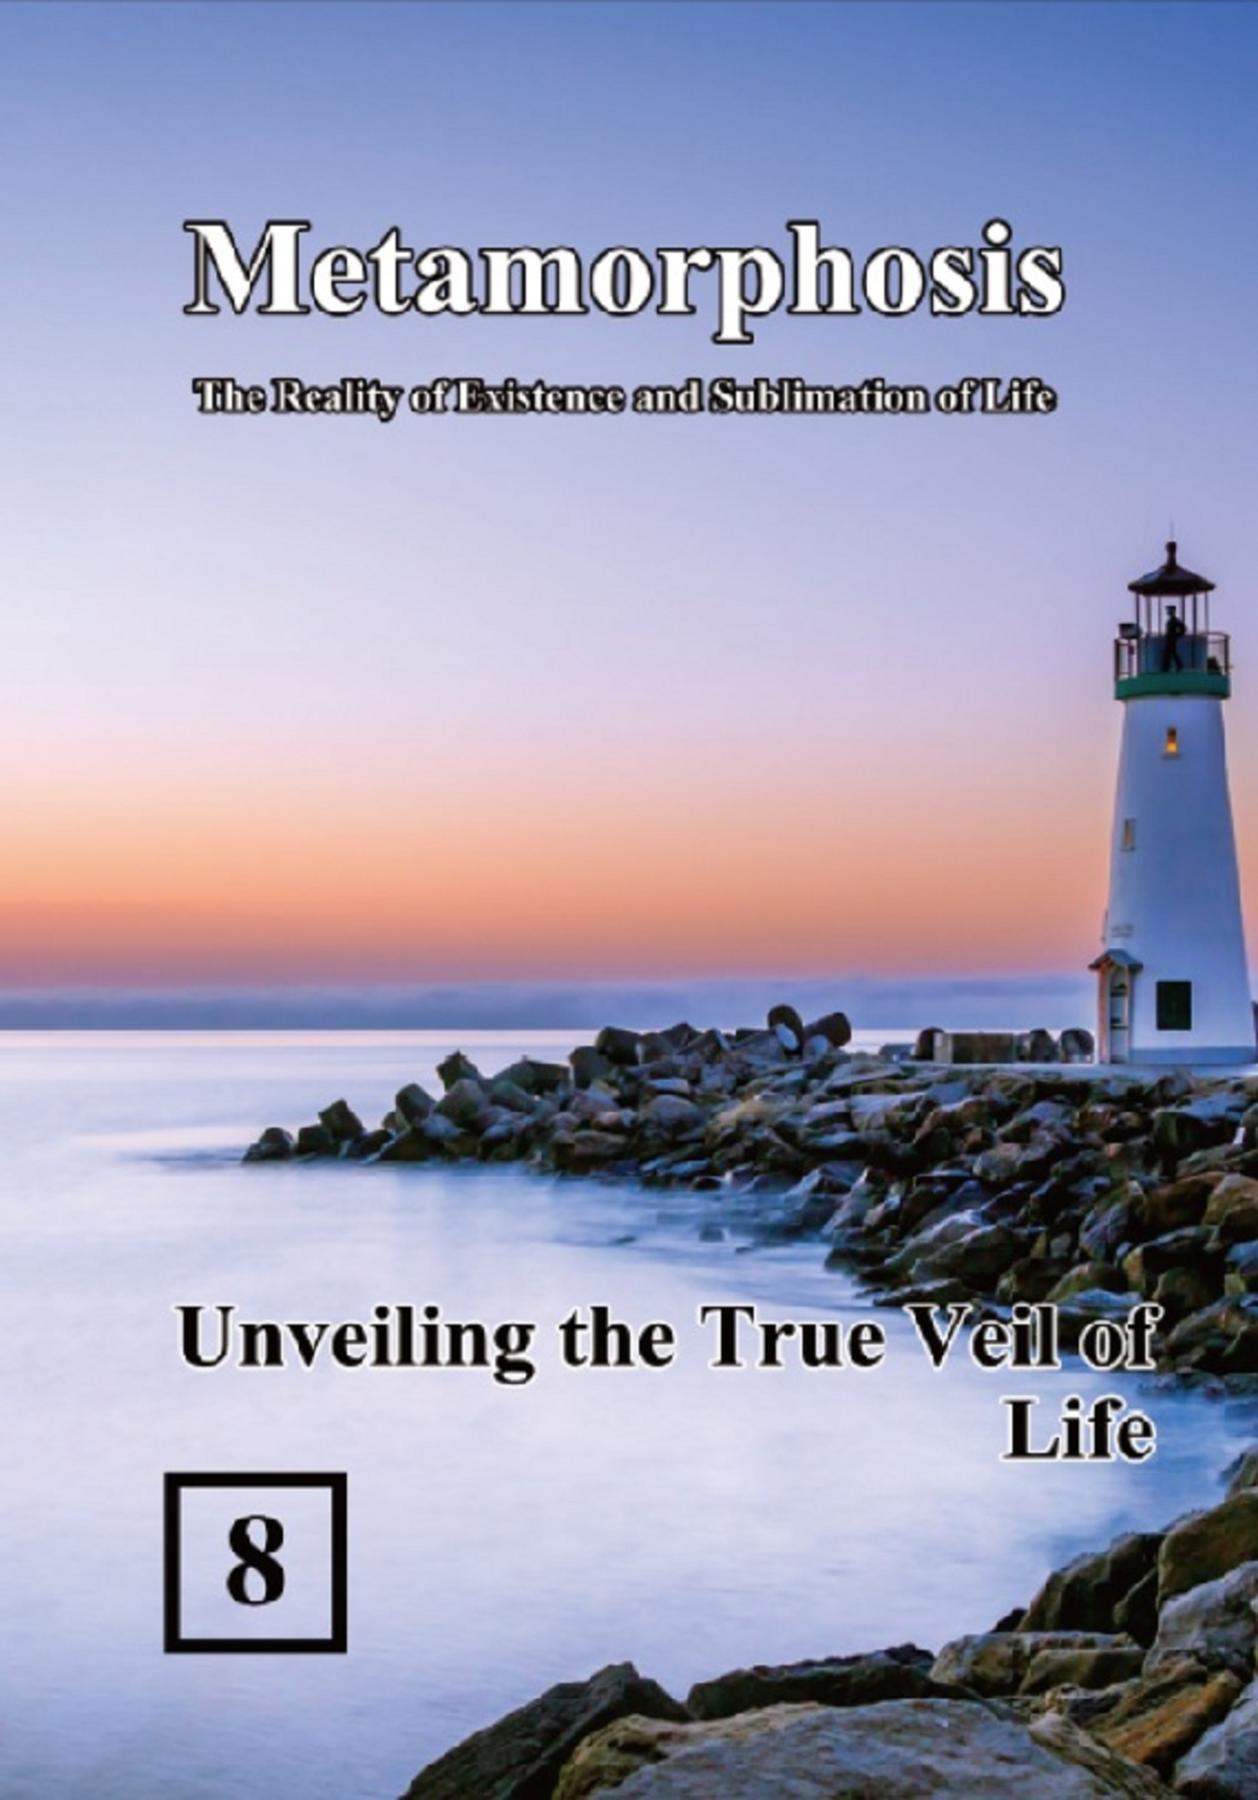 Metamorphosis
The Reality of Existence and Sublimation of Life
Unveiling the True Veil of
Life
8